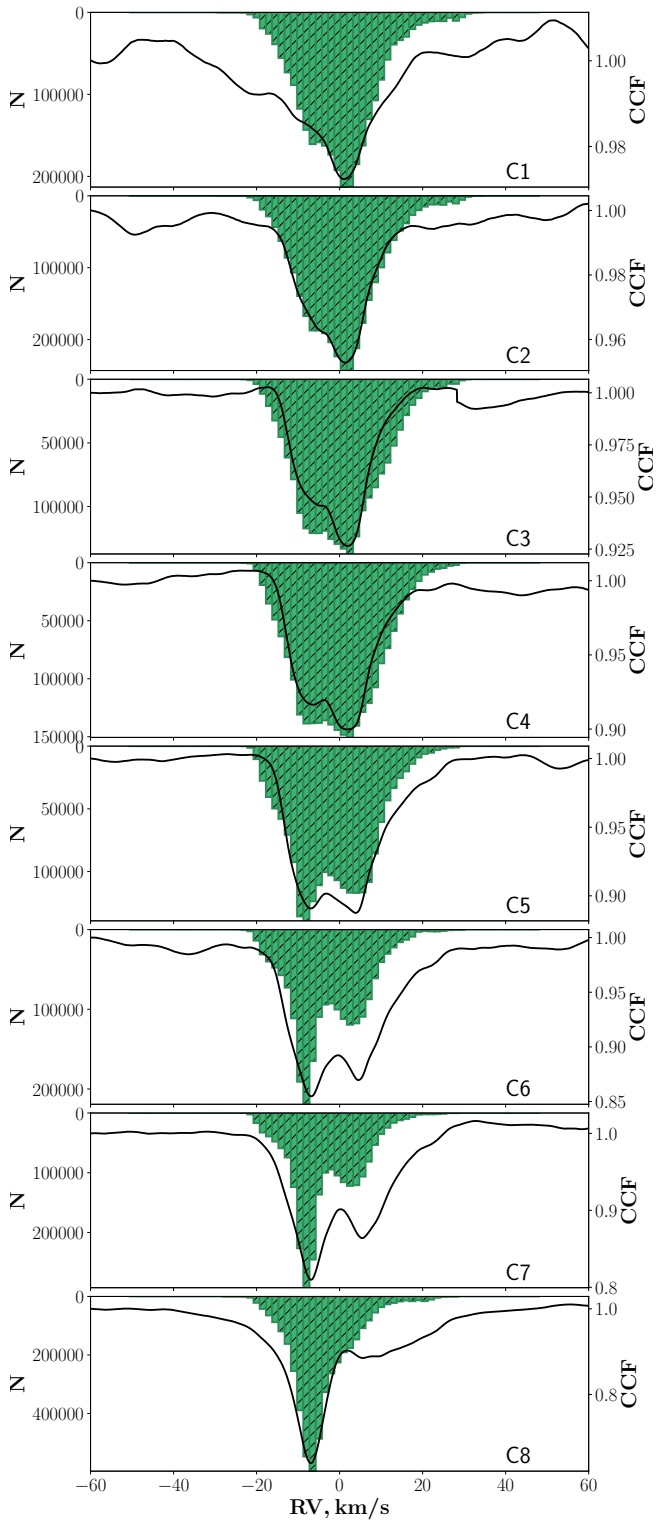 0
100000
200000
N
1.00
0.97
CCF
C1
0
100000
200000
N
1.00
0.98
0.96
CCF
C2
0
50000
100000
N
1.000
0.975
0.950
0.925
CCF
C3
0
50000
100000
150000
N
1.00
0.95
0.90
CCF
C4
0
50000
100000
N
1.00
0.95
0.90
CCF
C5
0
100000
200000
N
1.00
0.95
0.90
0.85
CCF
C6
0
100000
200000
N
1.0
0.9
0.8
CCF
C7
0
200000
400000
N
1.0
0.8
CCF
C8
−60 −40 −20 0 20 40 60
RV, km/s